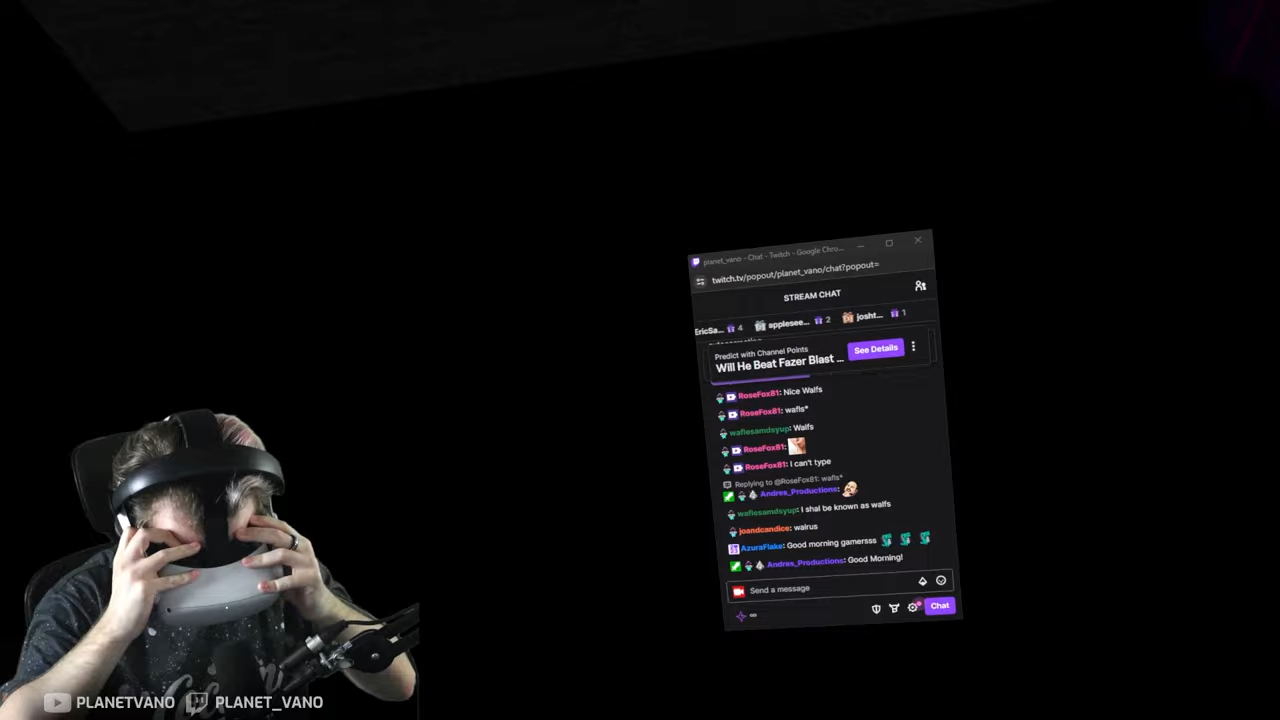 planet_vano - Chat - Twitch - Google Chro...
twitch.tv/popout/planet_vano/chat?popout=
STREAM CHAT
EricSa... 4 applesee... 2 josht... 1
Predict with Channel Points
Will He Beat Fazer Blast ...
See Details
RoseFox81: Nice Walfs
RoseFox81: wafls*
waflesamdsyup: Walfs
RoseFox81:
RoseFox81: I can't type
Replying to @RoseFox81: wafls*
Andres_Productions:
waflesamdsyup: I shal be known as walfs
joandcandice: walrus
AzuraFlake: Good morning gamersss
Andres_Productions: Good Morning!
Send a message
Chat
PLANETVANO PLANET_VANO